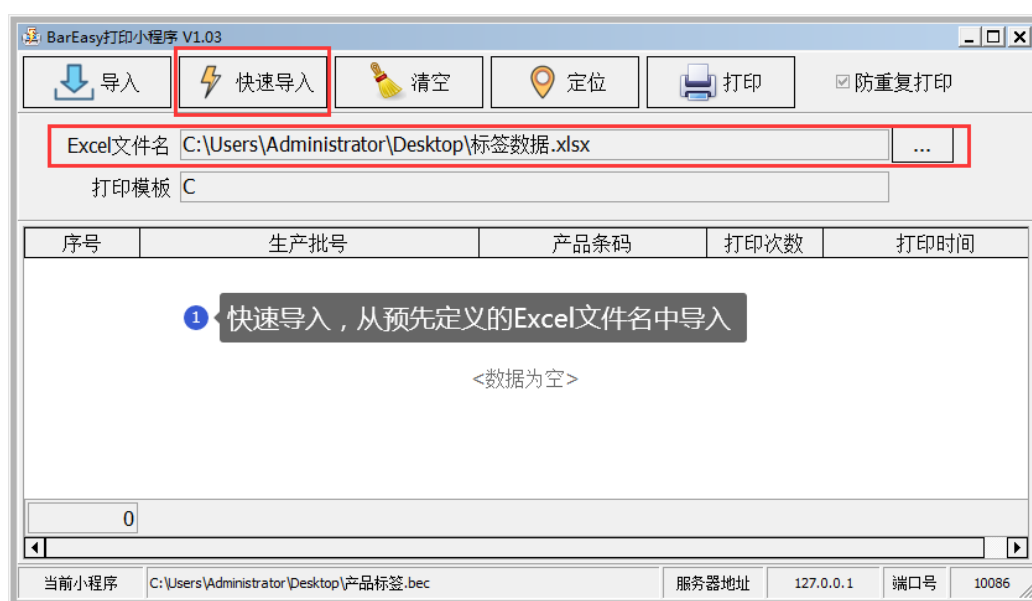 BarEasy打印小程序 V1.03
导入 快速导入 清空 定位 打印 防重复打印
Excel文件名 C:\Users\Administrator\Desktop\标签数据.xlsx ...
打印模板 C
序号 生产批号 产品条码 打印次数 打印时间
1 快速导入，从预先定义的Excel文件名中导入
<数据为空>
0
当前小程序 C:\Users\Administrator\Desktop\产品标签.bec 服务器地址 127.0.0.1 端口号 10086